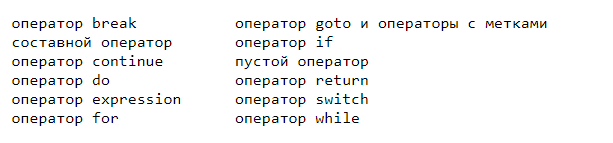 оператор break оператор goto и операторы с метками
составной оператор оператор if
оператор continue пустой оператор
оператор do оператор return
оператор expression оператор switch
оператор for оператор while